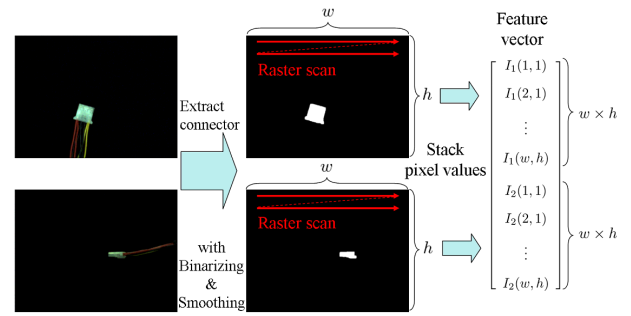 w
Feature
vector
Raster scan
h
Extract
connector
I₁(1, 1)
I₁(2, 1)
⋮
I₁(w, h)
w × h
Stack
pixel values
w
Raster scan
h
with
Binarizing
&
Smoothing
I₂(1, 1)
I₂(2, 1)
⋮
I₂(w, h)
w × h